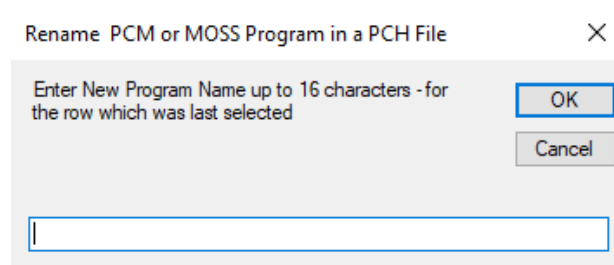 Rename  PCM or MOSS Program in a PCH File
Enter New Program Name up to 16 characters - for
the row which was last selected
OK
Cancel